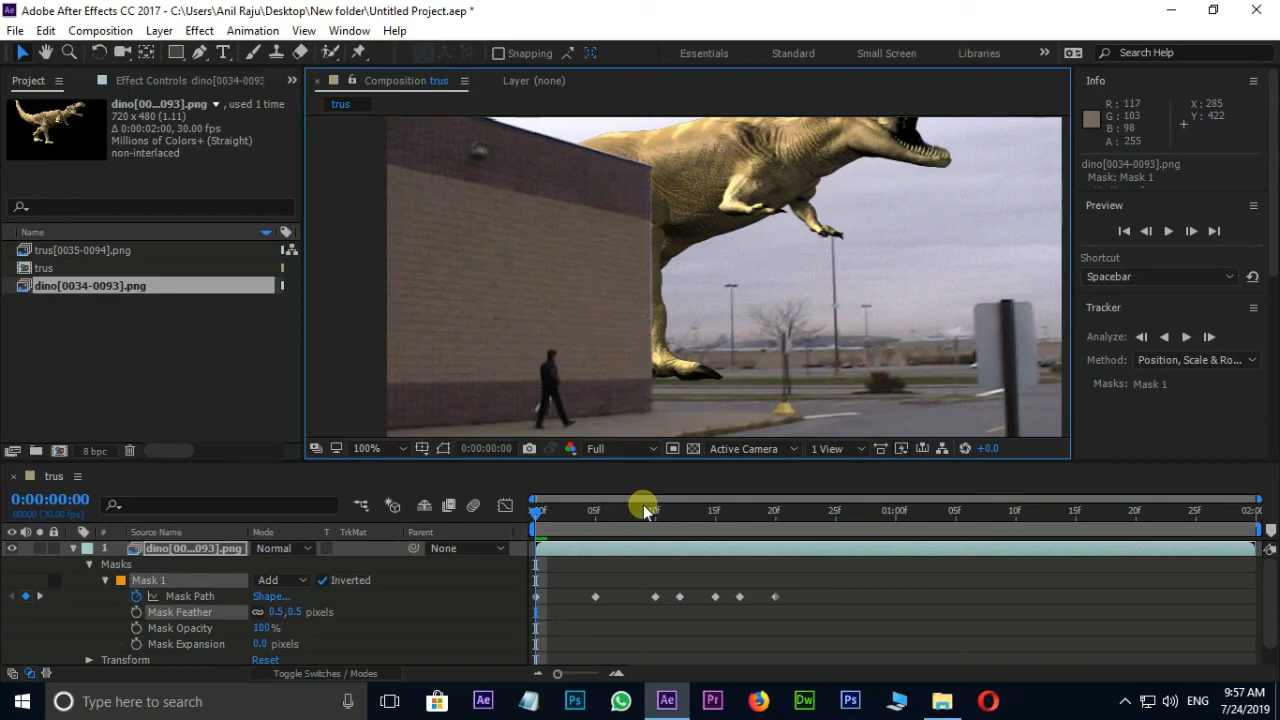 Adobe After Effects CC 2017 - C:\Users\Anil Raju\Desktop\New folder\Untitled Project.aep *
File Edit Composition Layer Effect Animation View Window Help
Snapping Essentials Standard Small Screen Libraries Search Help
Project Effect Controls dino[0034-0093 Composition trus Layer (none) Info
trus
dino[00...093].png , used 1 time
720 x 480 (1.11)
Δ 0:00:02:00, 30.00 fps
Millions of Colors+ (Straight)
non-interlaced
R : 117 X : 285
G : 103 Y : 422
B : 98
A : 255
dino[0034-0093].png
Mask: Mask 1
Preview
Name
trus[0035-0094].png
trus
dino[0034-0093].png
Shortcut
Spacebar
Tracker
Analyze:
Method: Position, Scale & Ro...
Masks: Mask 1
8 bpc 100% 0:00:00:00 Full Active Camera 1 View +0.0
trus
0:00:00:00
00000 (30.00 fps)
05f 15f 20f 25f 01:00f 05f 10f 15f 20f 25f 02:00
# Source Name Mode T TrkMat Parent
1 dino[00...093].png Normal None
Masks
Mask 1 Add Inverted
Mask Path Shape...
Mask Feather 0.5,0.5 pixels
Mask Opacity 100%
Mask Expansion 0.0 pixels
Transform Reset
Toggle Switches / Modes
Type here to search
ENG
9:57 AM
7/24/2019